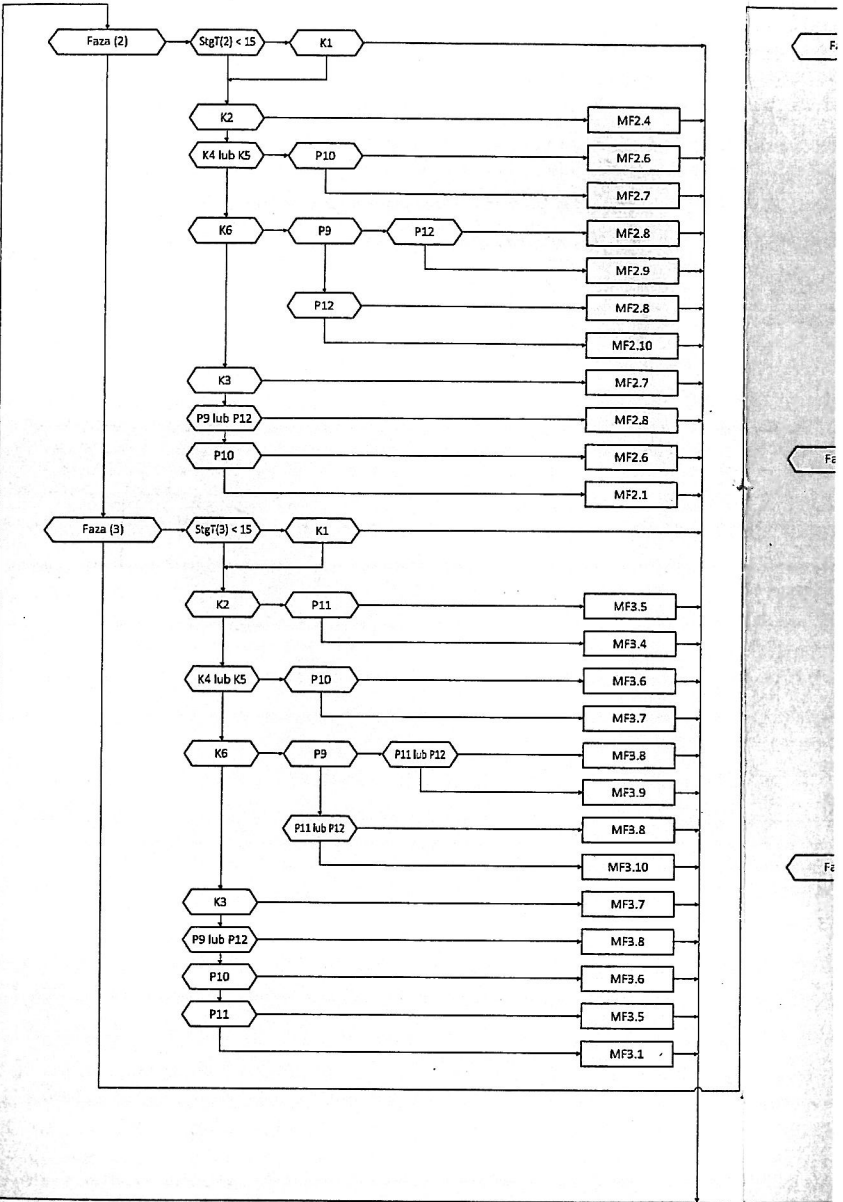 Faza (2)
StgT(2) < 15
K1
K2
MF2.4
K4 lub K5
P10
MF2.6
MF2.7
K6
P9
P12
MF2.8
MF2.9
P12
MF2.8
MF2.10
K3
MF2.7
P9 lub P12
MF2.8
P10
MF2.6
MF2.1
Faza (3)
StgT(3) < 15
K1
K2
P11
MF3.5
MF3.4
K4 lub K5
P10
MF3.6
MF3.7
K6
P9
P11 lub P12
MF3.8
MF3.9
P11 lub P12
MF3.8
MF3.10
K3
MF3.7
P9 lub P12
MF3.8
P10
MF3.6
P11
MF3.5
MF3.1
Fa
Fa